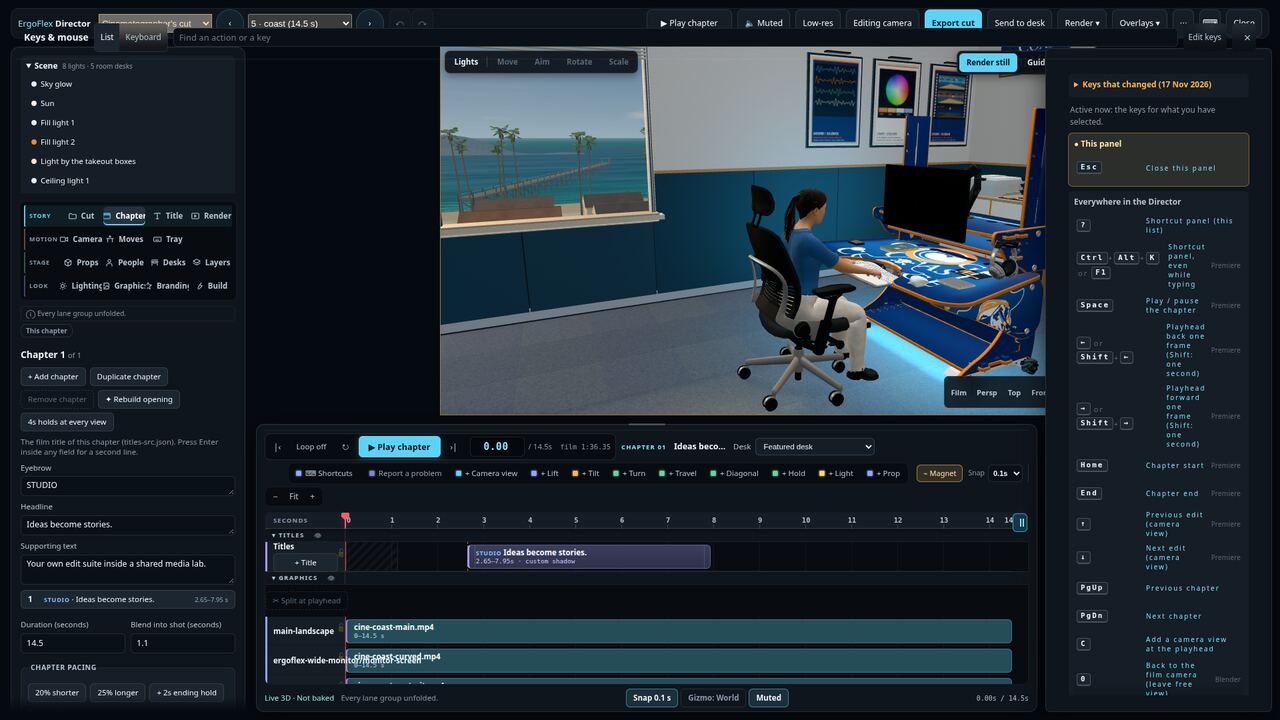 ErgoFlex Director
Cinematographer's cut
5 · coast (14.5 s)
▶ Play chapter
Muted
Low-res
Editing camera
Export cut
Send to desk
Render ▾
Overlays ▾
Close
Keys & mouse
List
Keyboard
Find an action or a key
Edit keys
×
▾ Scene 8 lights · 5 room desks
Sky glow
Sun
Fill light 1
Fill light 2
Light by the takeout boxes
Ceiling light 1
STORY Cut Chapter Title Render
MOTION Camera Moves Tray
STAGE Props People Desks Layers
LOOK Lighting Graphics Branding Build
Every lane group unfolded.
This chapter
Chapter 1 of 1
+ Add chapter
Duplicate chapter
Remove chapter
✦ Rebuild opening
4s holds at every view
The film title of this chapter (titles-src.json). Press Enter
inside any field for a second line.
Eyebrow
STUDIO
Headline
Ideas become stories.
Supporting text
Your own edit suite inside a shared media lab.
1 STUDIO · Ideas become stories. 2.65–7.95 s
Duration (seconds)
Blend into shot (seconds)
14.5
1.1
CHAPTER PACING
20% shorter
25% longer
+ 2s ending hold
Lights
Move
Aim
Rotate
Scale
Render still
Guid
Film
Persp
Top
Fron
Loop off
▶ Play chapter
0.00
/ 14.5s
film 1:36.35
CHAPTER 01
Ideas beco...
Desk
Featured desk
Shortcuts
Report a problem
+ Camera view
+ Lift
+ Tilt
+ Turn
+ Travel
+ Diagonal
+ Hold
+ Light
+ Prop
Magnet
Snap
0.1s
− Fit +
SECONDS
0 1 2 3 4 5 6 7 8 9 10 11 12 13 14 14
▾ TITLES
Titles
+ Title
STUDIO Ideas become stories.
2.65–7.95s · custom shadow
▾ GRAPHICS
✂ Split at playhead
main-landscape
cine-coast-main.mp4
0–14.5 s
ergoflex-wide-monitor/monitor-screen
cine-coast-curved.mp4
0–14.5 s
Live 3D · Not baked
Every lane group unfolded.
Snap 0.1 s
Gizmo: World
Muted
0.00s / 14.5s
▸ Keys that changed (17 Nov 2026)
Active now: the keys for what you have
selected.
● This panel
Esc Close this panel
Everywhere in the Director
? Shortcut panel (this
list)
Ctrl + Alt + K or F1 Shortcut panel, even while typing Premiere
Space Play / pause
the chapter Premiere
← or Shift + ← Playhead back one frame (Shift: one second) Premiere
→ or Shift + → Playhead forward one frame (Shift: one second) Premiere
Home Chapter start Premiere
End Chapter end Premiere
↑ Previous edit
(camera
view) Premiere
↓ Next edit
(camera
view) Premiere
PgUp Previous chapter
PgDn Next chapter
C Add a camera view
at the playhead
0 Back to
the film
camera
(leave free
view) Blender